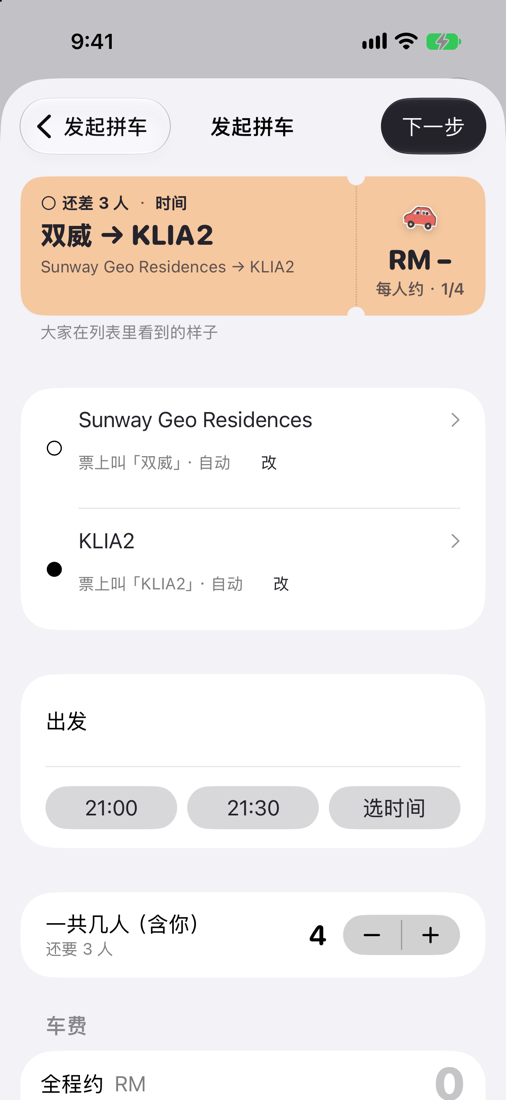 9:41
发起拼车
发起拼车
下一步
还差 3 人 · 时间
双威 → KLIA2
Sunway Geo Residences → KLIA2
RM –
每人约 · 1/4
大家在列表里看到的样子
Sunway Geo Residences
票上叫「双威」· 自动 改
KLIA2
票上叫「KLIA2」· 自动 改
出发
21:00 21:30 选时间
一共几人（含你）
还要 3 人
4
− +
车费
全程约 RM 0